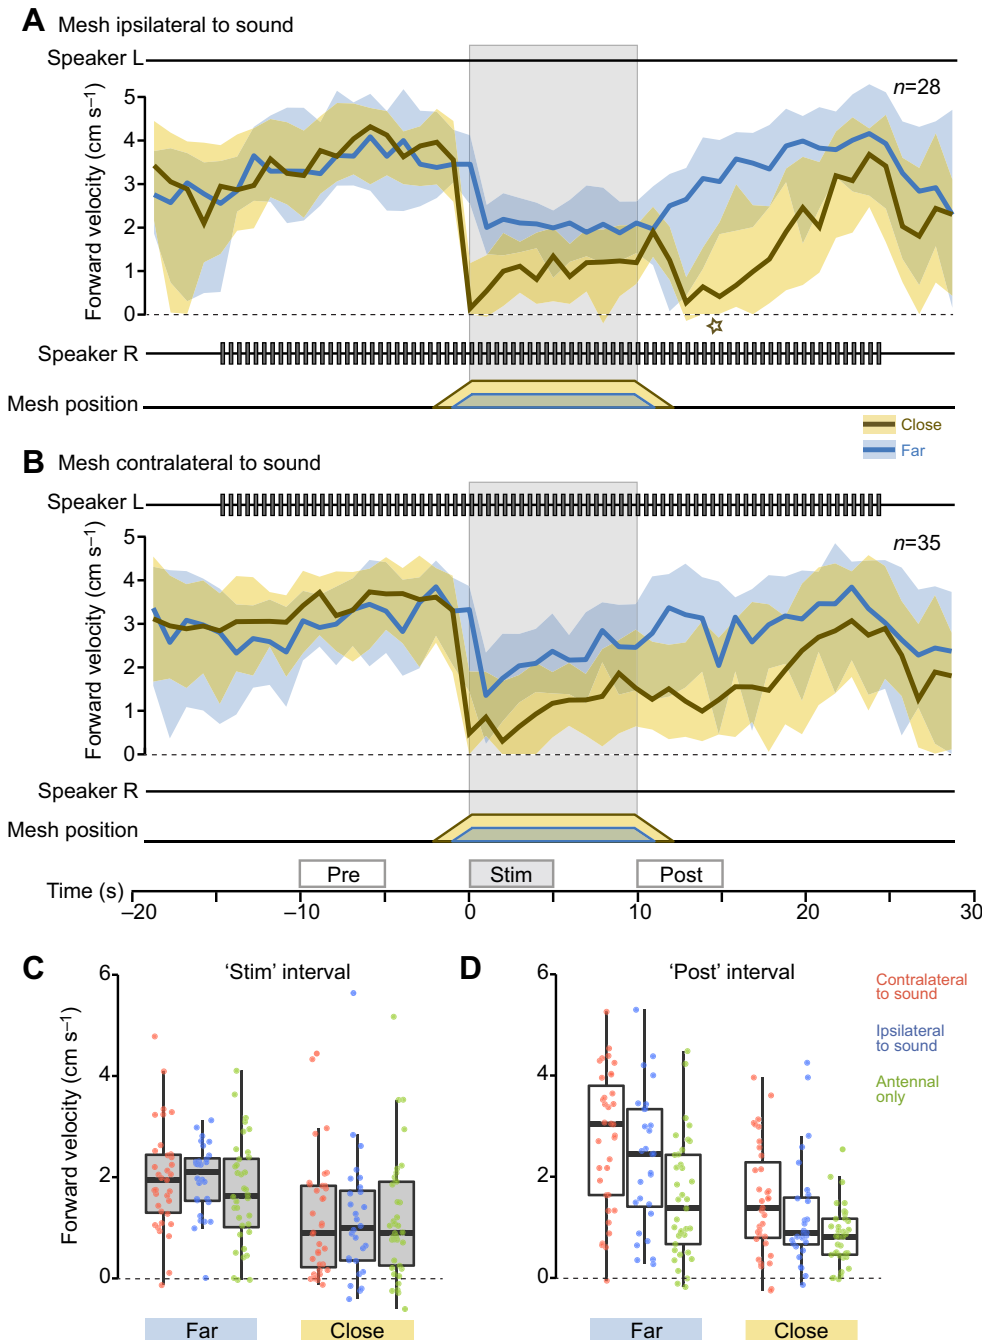 A Mesh ipsilateral to sound
Speaker L
n=28
Forward velocity (cm s–1)
5
4
3
2
1
0
Speaker R
Mesh position
Close
Far
B Mesh contralateral to sound
Speaker L
n=35
Forward velocity (cm s–1)
5
4
3
2
1
0
Speaker R
Mesh position
Pre
Stim
Post
Time (s)
–20
–10
0
10
20
30
C
'Stim' interval
Forward velocity (cm s–1)
6
4
2
0
Far
Close
D
'Post' interval
6
4
2
0
Far
Close
Contralateral
to sound
Ipsilateral
to sound
Antennal
only